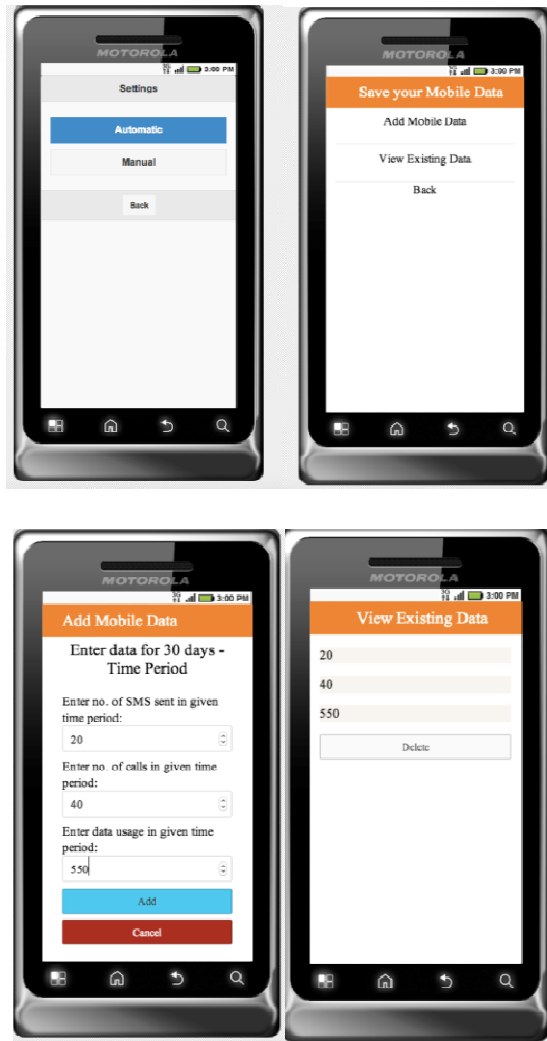 MOTOROLA
3G 3:00 PM
Settings
Automatic
Manual
Back
MOTOROLA
3G 3:00 PM
Save your Mobile Data
Add Mobile Data
View Existing Data
Back
MOTOROLA
3G 3:00 PM
Add Mobile Data
Enter data for 30 days -
Time Period
Enter no. of SMS sent in given
time period:
20
Enter no. of calls in given time
period:
40
Enter data usage in given time
period:
550
Add
Cancel
MOTOROLA
3G 3:00 PM
View Existing Data
20
40
550
Delete